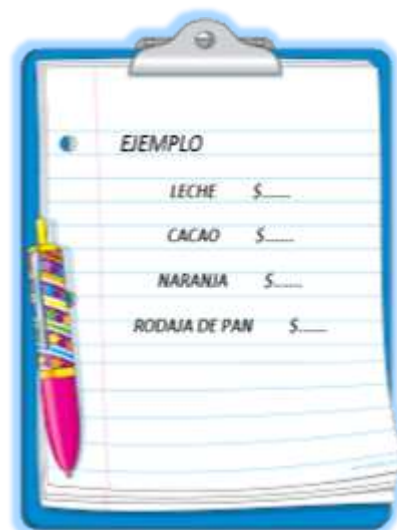 EJEMPLO
LECHE $......
CACAO $......
NARANJA $......
RODAJA DE PAN $......